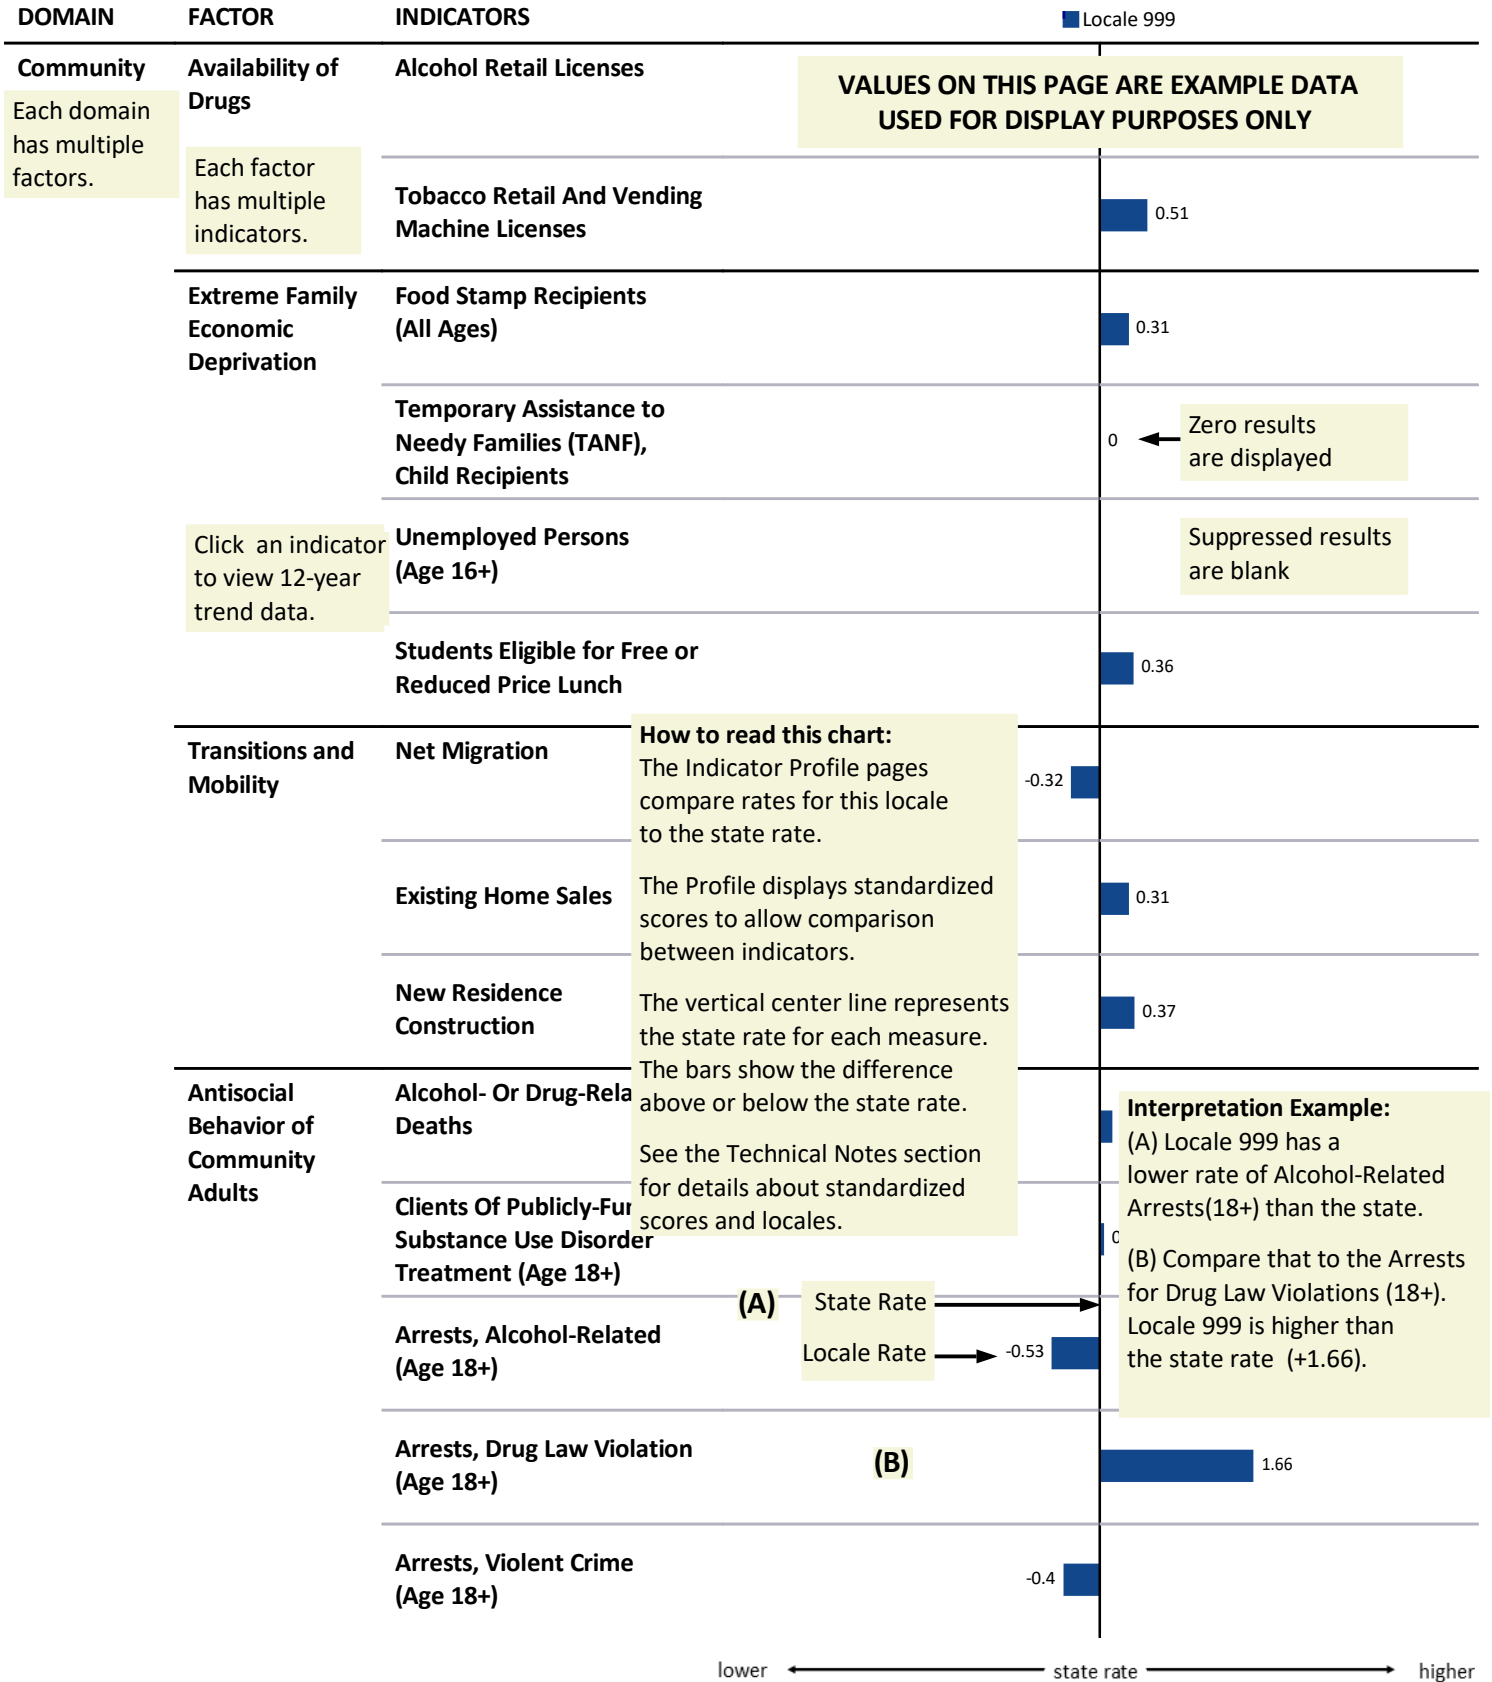 DOMAIN FACTOR INDICATORS Locale 999
Community
Each domain
has multiple
factors.
Availability of
Drugs
Each factor
has multiple
indicators.
Alcohol Retail Licenses
VALUES ON THIS PAGE ARE EXAMPLE DATA
USED FOR DISPLAY PURPOSES ONLY
Tobacco Retail And Vending
Machine Licenses
0.51
Extreme Family
Economic
Deprivation
Food Stamp Recipients
(All Ages)
0.31
Temporary Assistance to
Needy Families (TANF),
Child Recipients
0
Zero results
are displayed
Click an indicator
to view 12-year
trend data.
Unemployed Persons
(Age 16+)
Suppressed results
are blank
Students Eligible for Free or
Reduced Price Lunch
0.36
Transitions and
Mobility
Net Migration
-0.32
How to read this chart:
The Indicator Profile pages
compare rates for this locale
to the state rate.
The Profile displays standardized
scores to allow comparison
between indicators.
The vertical center line represents
the state rate for each measure.
The bars show the difference
above or below the state rate.
See the Technical Notes section
for details about standardized
scores and locales.
Existing Home Sales
0.31
New Residence
Construction
0.37
Antisocial
Behavior of
Community
Adults
Alcohol- Or
Deaths
Clients Of
Substance Use Disorder
Treatment (Age 18+)
Interpretation Example:
(A) Locale 999 has a
lower rate of Alcohol-Related
Arrests(18+) than the state.
(B) Compare that to the Arrests
for Drug Law Violations (18+).
Locale 999 is higher than
the state rate (+1.66).
(A) State Rate
Locale Rate
Arrests, Alcohol-Related
(Age 18+)
-0.53
Arrests, Drug Law Violation
(Age 18+)
(B)
1.66
Arrests, Violent Crime
(Age 18+)
-0.4
lower state rate higher